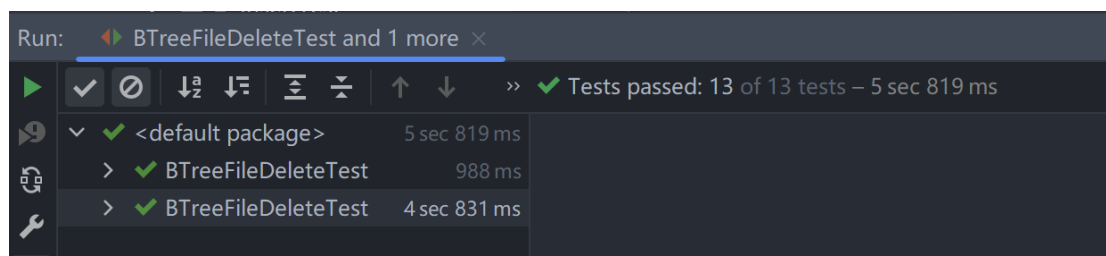 Run: BTreeFileDeleteTest and 1 more ×
Tests passed: 13 of 13 tests – 5 sec 819 ms
<default package> 5 sec 819 ms
BTreeFileDeleteTest 988 ms
BTreeFileDeleteTest 4 sec 831 ms